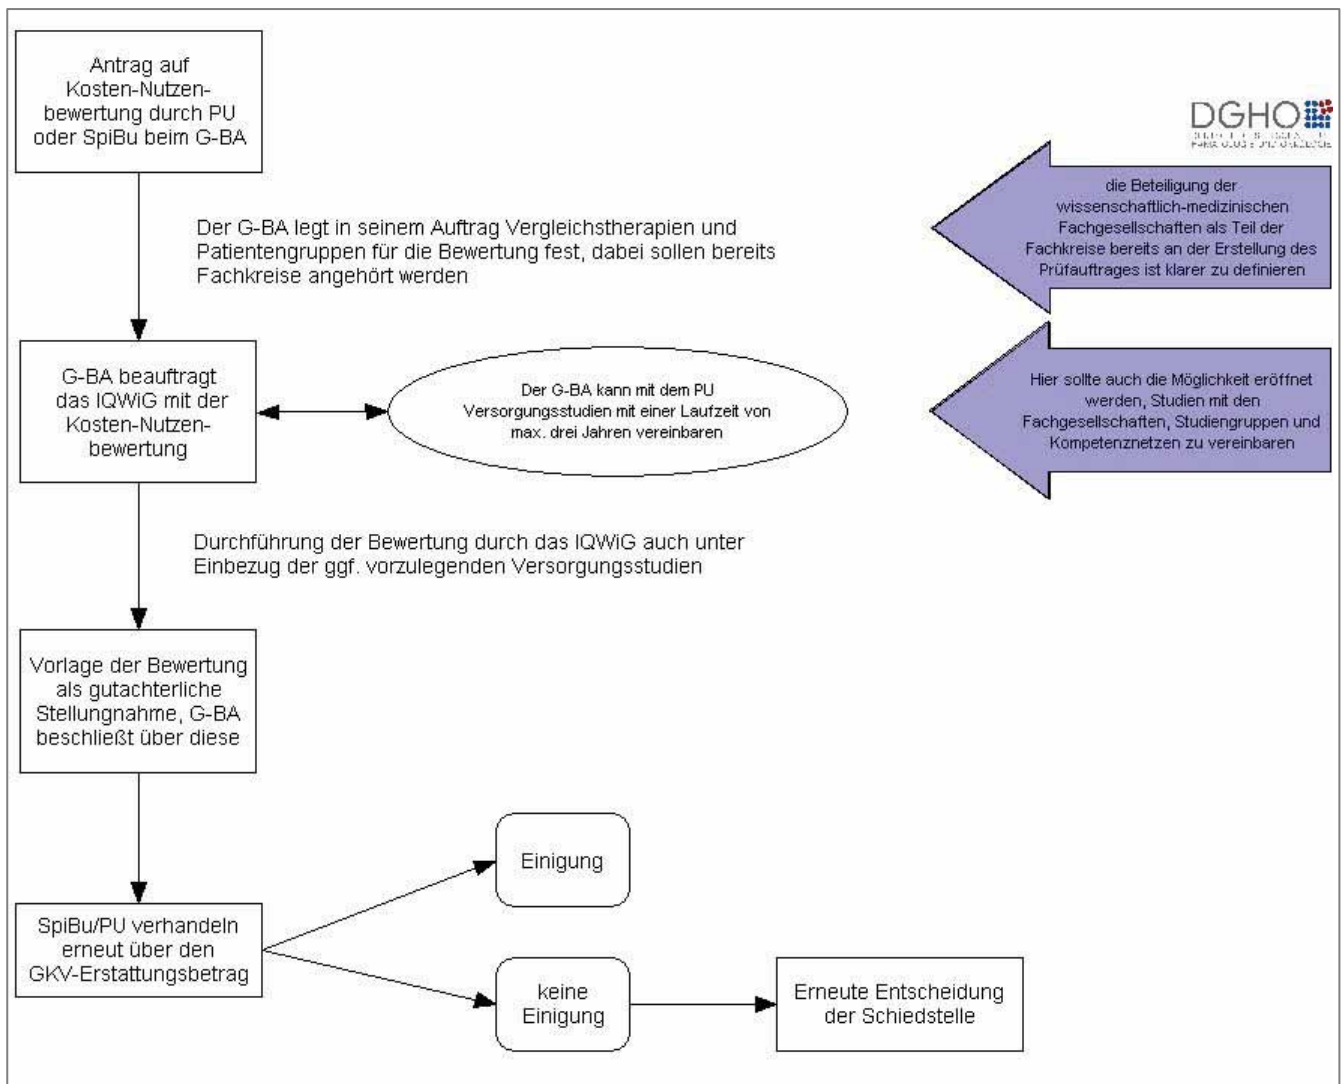 Antrag auf
Kosten-Nutzen-
bewertung durch PU
oder SpiBu beim G-BA
DGHO
die Beteiligung der
wissenschaftlich-medizinischen
Fachgesellschaften als Teil der
Fachkreise bereits an der Erstellung des
Prüfauftrages ist klarer zu definieren
Der G-BA legt in seinem Auftrag Vergleichstherapien und
Patientengruppen für die Bewertung fest, dabei sollen bereits
Fachkreise angehört werden
G-BA beauftragt
das IQWiG mit der
Kosten-Nutzen-
bewertung
Der G-BA kann mit dem PU
Versorgungsstudien mit einer Laufzeit von
max. drei Jahren vereinbaren
Hier sollte auch die Möglichkeit eröffnet
werden, Studien mit den
Fachgesellschaften, Studiengruppen und
Kompetenznetzen zu vereinbaren
Durchführung der Bewertung durch das IQWiG auch unter
Einbezug der ggf. vorzulegenden Versorgungsstudien
Vorlage der Bewertung
als gutachterliche
Stellungnahme, G-BA
beschließt über diese
Einigung
SpiBu/PU verhandeln
erneut über den
GKV-Erstattungsbetrag
keine
Einigung
Erneute Entscheidung
der Schiedstelle